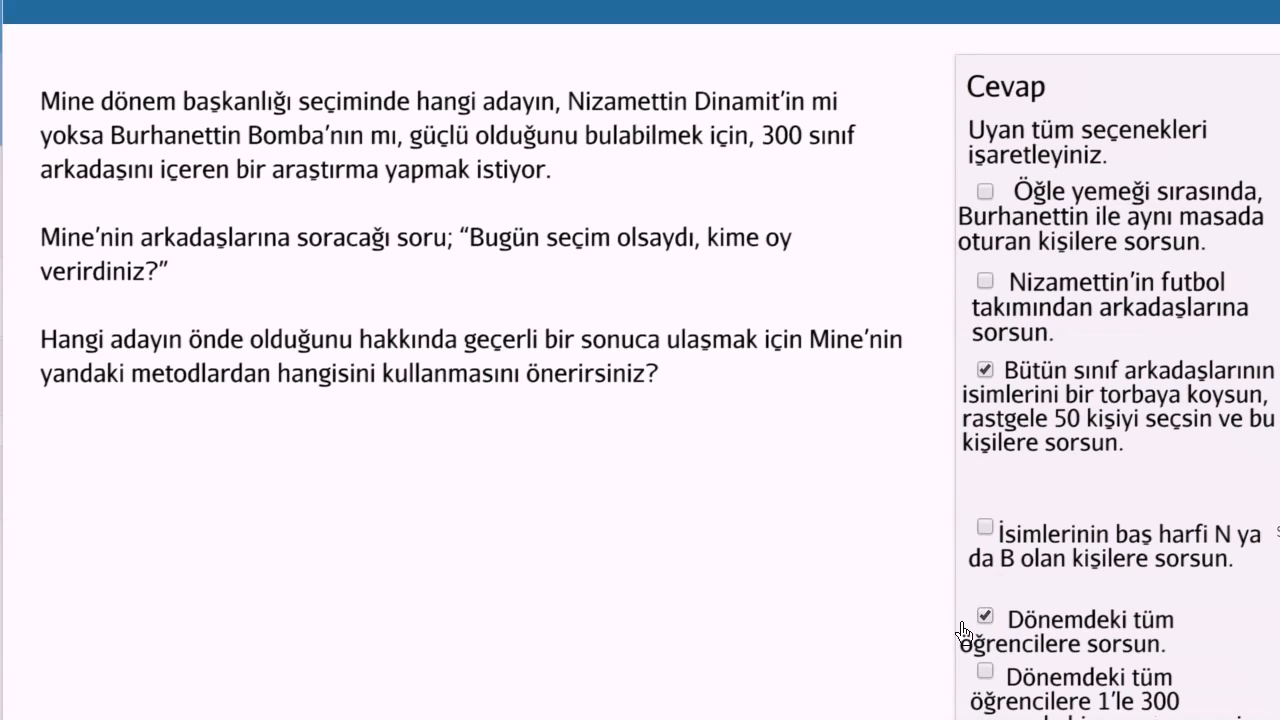 Mine dönem başkanlığı seçiminde hangi adayın, Nizamettin Dinamit'in mi
yoksa Burhanettin Bomba'nın mı, güçlü olduğunu bulabilmek için, 300 sınıf
arkadaşını içeren bir araştırma yapmak istiyor.
Mine'nin arkadaşlarına soracağı soru; “Bugün seçim olsaydı, kime oy
verirdiniz?”
Hangi adayın önde olduğunu hakkında geçerli bir sonuca ulaşmak için Mine'nin
yandaki metodlardan hangisini kullanmasını önerirsiniz?
Cevap
Uyan tüm seçenekleri
işaretleyiniz.
Öğle yemeği sırasında,
Burhanettin ile aynı masada
oturan kişilere sorsun.
Nizamettin'in futbol
takımından arkadaşlarına
sorsun.
Bütün sınıf arkadaşlarının
isimlerini bir torbaya koysun,
rastgele 50 kişiyi seçsin ve bu
kişilere sorsun.
İsimlerinin baş harfi N ya
da B olan kişilere sorsun.
Dönemdeki tüm
öğrencilere sorsun.
Dönemdeki tüm
öğrencilere 1'le 300